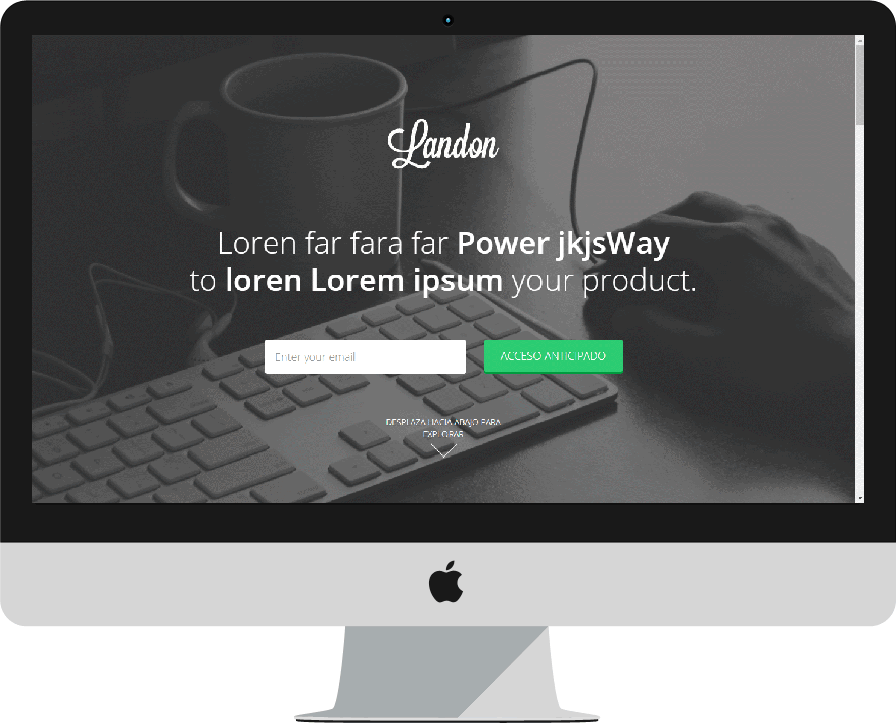 Landon
Loren far fara far Power jkjsWay
to loren Lorem ipsum your product.
Enter your email
ACCESO ANTICIPADO
DESPLAZA HACIA ABAJO PARA
EXPLORAR